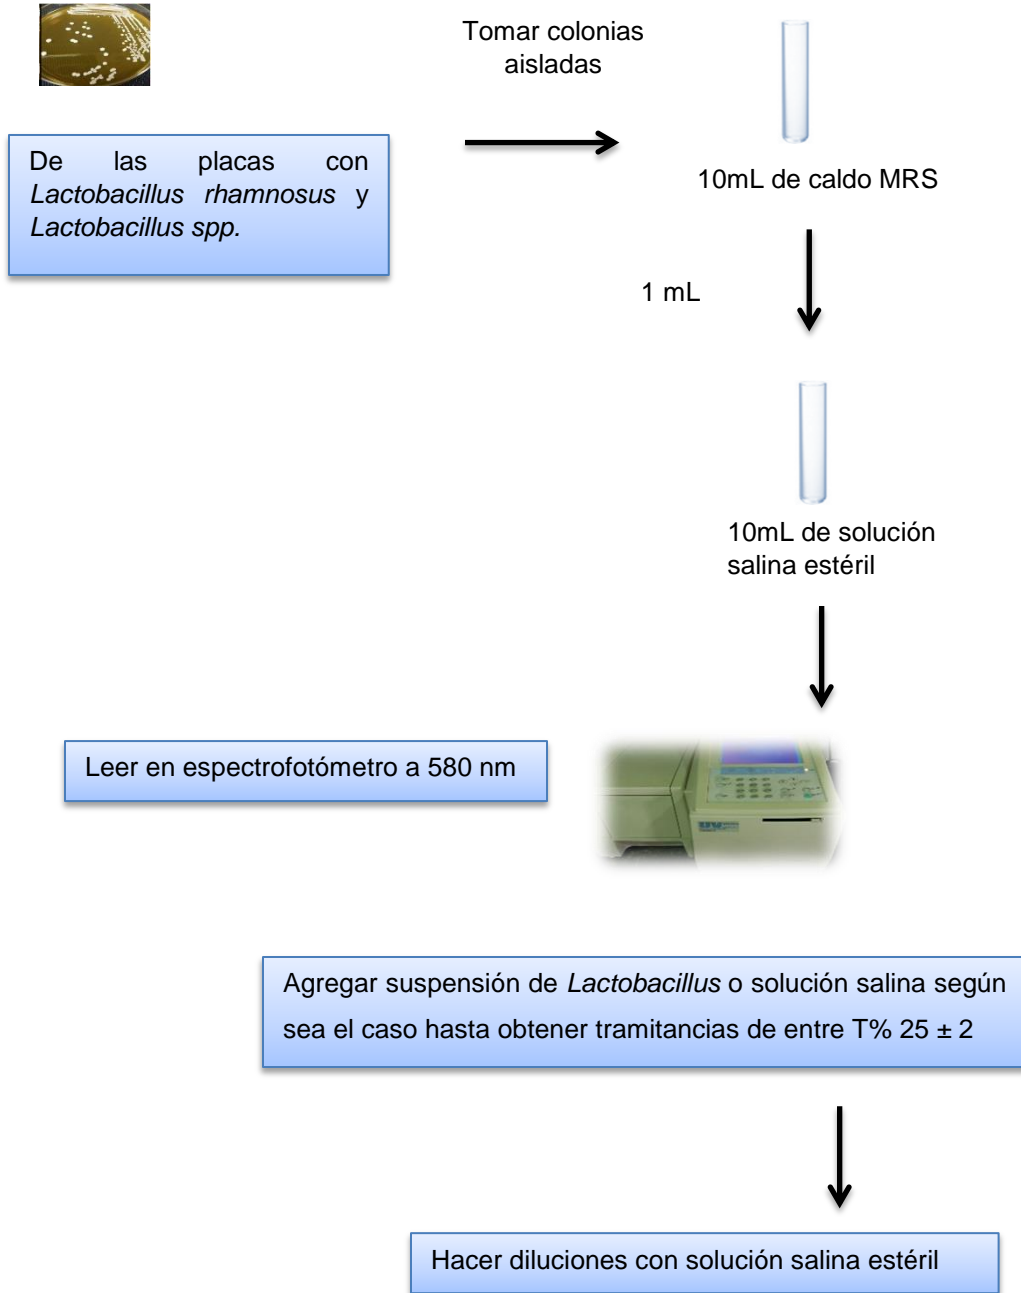 Tomar colonias
aisladas
De las placas con
Lactobacillus rhamnosus y
Lactobacillus spp.
10mL de caldo MRS
1 mL
10mL de solución
salina estéril
Leer en espectrofotómetro a 580 nm
Agregar suspensión de Lactobacillus o solución salina según
sea el caso hasta obtener tramitancias de entre T% 25 ± 2
Hacer diluciones con solución salina estéril